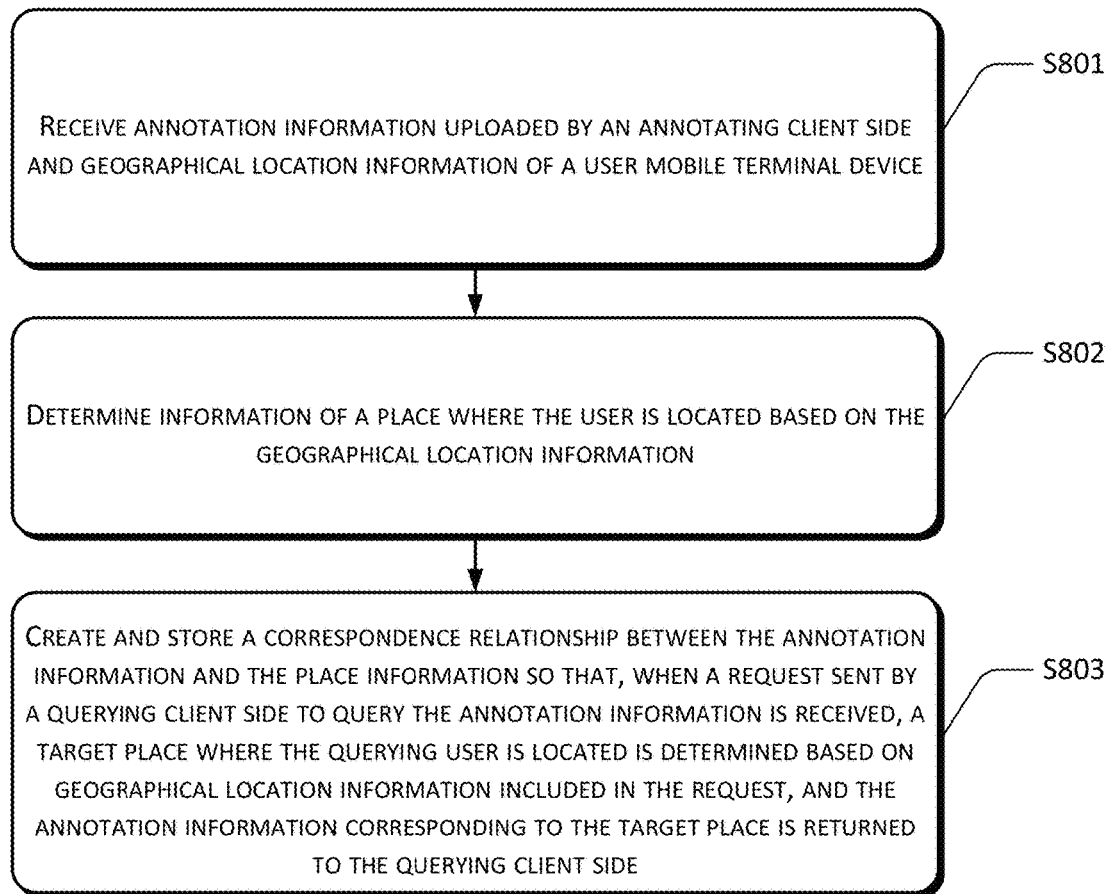 RECEIVE ANNOTATION INFORMATION UPLOADED BY AN ANNOTATING CLIENT SIDE
AND GEOGRAPHICAL LOCATION INFORMATION OF A USER MOBILE TERMINAL DEVICE
S801
DETERMINE INFORMATION OF A PLACE WHERE THE USER IS LOCATED BASED ON THE
GEOGRAPHICAL LOCATION INFORMATION
S802
CREATE AND STORE A CORRESPONDENCE RELATIONSHIP BETWEEN THE ANNOTATION
INFORMATION AND THE PLACE INFORMATION SO THAT, WHEN A REQUEST SENT BY
A QUERYING CLIENT SIDE TO QUERY THE ANNOTATION INFORMATION IS RECEIVED, A
TARGET PLACE WHERE THE QUERYING USER IS LOCATED IS DETERMINED BASED ON
GEOGRAPHICAL LOCATION INFORMATION INCLUDED IN THE REQUEST, AND THE
ANNOTATION INFORMATION CORRESPONDING TO THE TARGET PLACE IS RETURNED
TO THE QUERYING CLIENT SIDE
S803